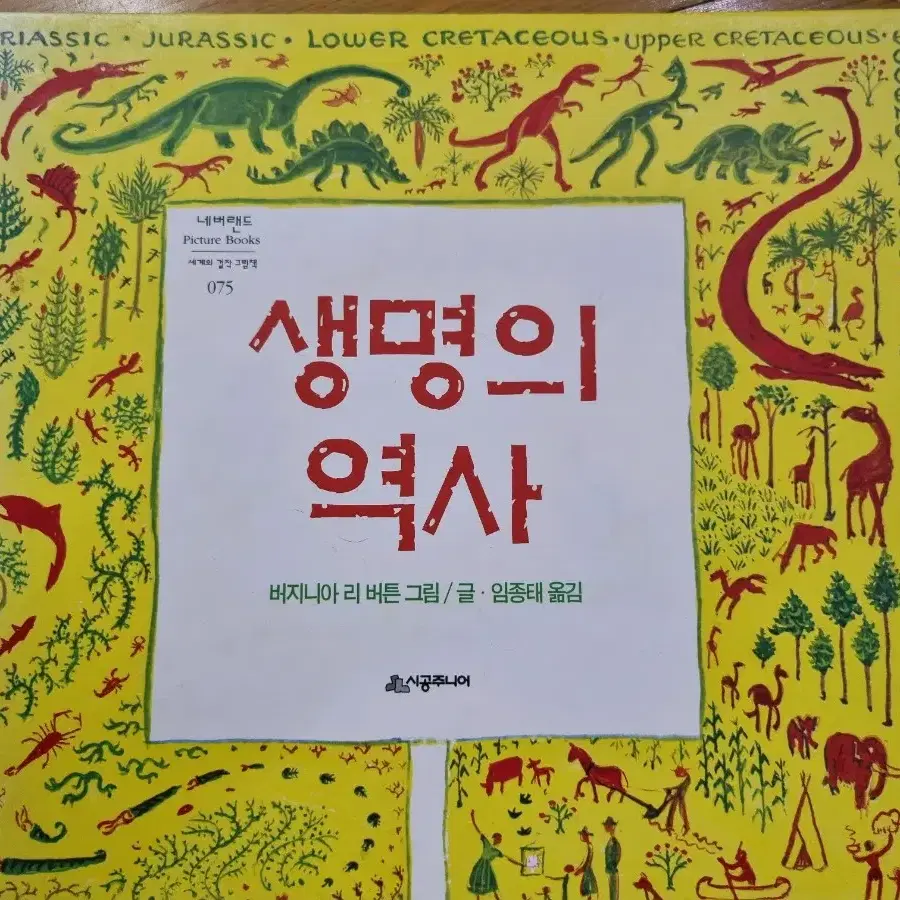 RIASSIC · JURASSIC · LOWER CRETACEOUS · UPPER CRETACEOUS ·
네버랜드
Picture Books
세계의 걸작 그림책
075
생명의
역사
버지니아 리 버튼 그림 / 글 · 임종태 옮김
시공주니어